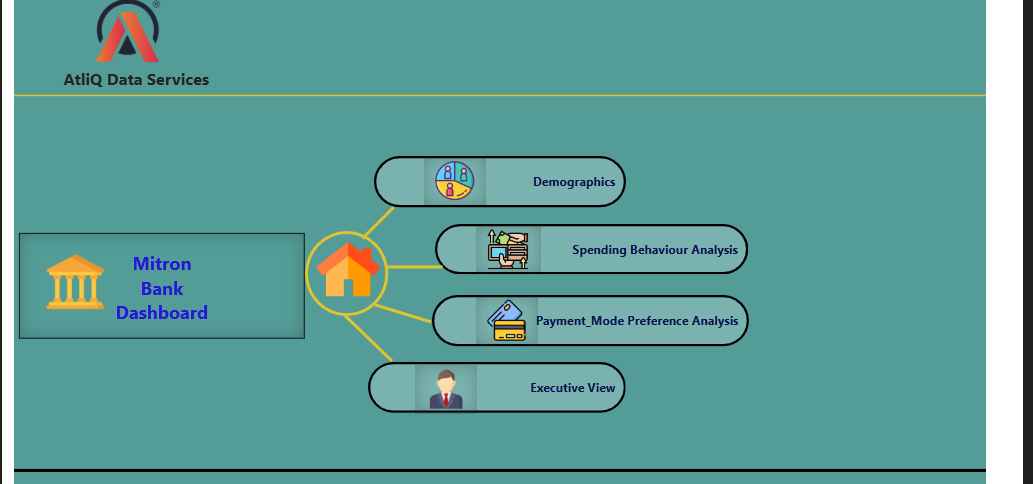 ®
AtliQ Data Services
Demographics
Mitron
Bank
Dashboard
Spending Behaviour Analysis
Payment_Mode Preference Analysis
Executive View